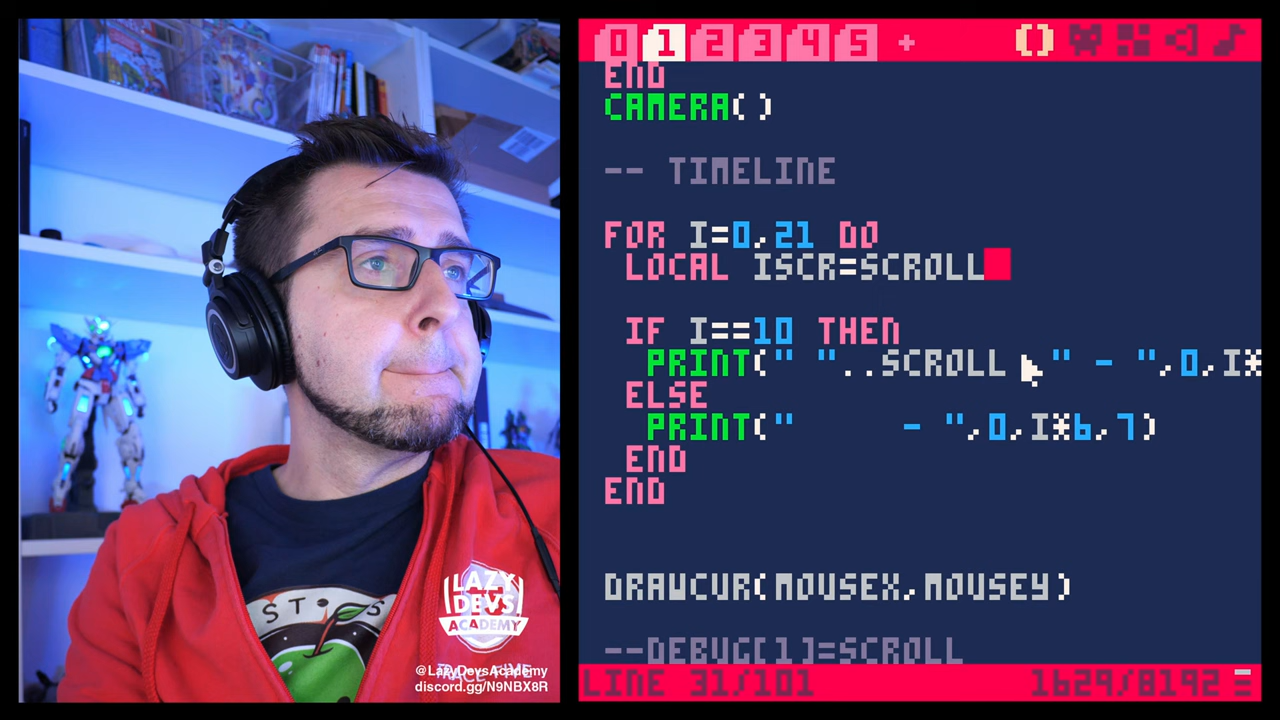 0 1 2 3 4 5 +
END
CAMERA()
-- TIMELINE
FOR I=0,21 DO
LOCAL ISCR=SCROLL
IF I==10 THEN
PRINT(" "..SCROLL " - ",0,I*
ELSE
PRINT(" - ",0,I*6,7)
END
END
DRAWCUR(MOUSEX,MOUSEY)
--DEBUG[1]=SCROLL
LINE 31/101
1629/8192
LAZY
DEVS
ACADEMY
@LazyDevsAcademy
discord.gg/N9NBX8R